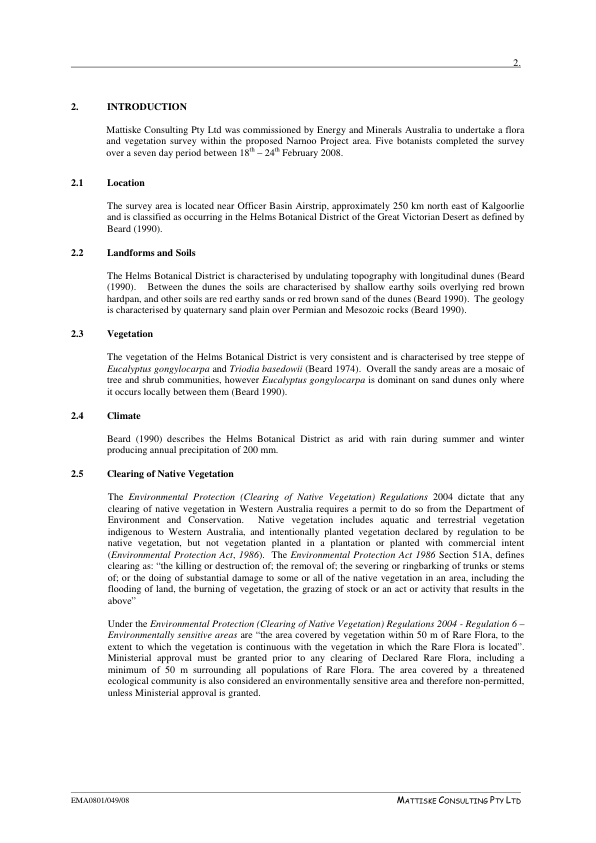 2.
2. INTRODUCTION
Mattiske Consulting Pty Ltd was commissioned by Energy and Minerals Australia to undertake a flora
and vegetation survey within the proposed Narnoo Project area. Five botanists completed the survey
over a seven day period between 18th – 24th February 2008.
2.1 Location
The survey area is located near Officer Basin Airstrip, approximately 250 km north east of Kalgoorlie
and is classified as occurring in the Helms Botanical District of the Great Victorian Desert as defined by
Beard (1990).
2.2 Landforms and Soils
The Helms Botanical District is characterised by undulating topography with longitudinal dunes (Beard
(1990). Between the dunes the soils are characterised by shallow earthy soils overlying red brown
hardpan, and other soils are red earthy sands or red brown sand of the dunes (Beard 1990). The geology
is characterised by quaternary sand plain over Permian and Mesozoic rocks (Beard 1990).
2.3 Vegetation
The vegetation of the Helms Botanical District is very consistent and is characterised by tree steppe of
Eucalyptus gongylocarpa and Triodia basedowii (Beard 1974). Overall the sandy areas are a mosaic of
tree and shrub communities, however Eucalyptus gongylocarpa is dominant on sand dunes only where
it occurs locally between them (Beard 1990).
2.4 Climate
Beard (1990) describes the Helms Botanical District as arid with rain during summer and winter
producing annual precipitation of 200 mm.
2.5 Clearing of Native Vegetation
The Environmental Protection (Clearing of Native Vegetation) Regulations 2004 dictate that any
clearing of native vegetation in Western Australia requires a permit to do so from the Department of
Environment and Conservation. Native vegetation includes aquatic and terrestrial vegetation
indigenous to Western Australia, and intentionally planted vegetation declared by regulation to be
native vegetation, but not vegetation planted in a plantation or planted with commercial intent
(Environmental Protection Act, 1986). The Environmental Protection Act 1986 Section 51A, defines
clearing as: “the killing or destruction of; the removal of; the severing or ringbarking of trunks or stems
of; or the doing of substantial damage to some or all of the native vegetation in an area, including the
flooding of land, the burning of vegetation, the grazing of stock or an act or activity that results in the
above”
Under the Environmental Protection (Clearing of Native Vegetation) Regulations 2004 - Regulation 6 –
Environmentally sensitive areas are “the area covered by vegetation within 50 m of Rare Flora, to the
extent to which the vegetation is continuous with the vegetation in which the Rare Flora is located”.
Ministerial approval must be granted prior to any clearing of Declared Rare Flora, including a
minimum of 50 m surrounding all populations of Rare Flora. The area covered by a threatened
ecological community is also considered an environmentally sensitive area and therefore non-permitted,
unless Ministerial approval is granted.
EMA0801/049/08 MATTISKE CONSULTING PTY LTD